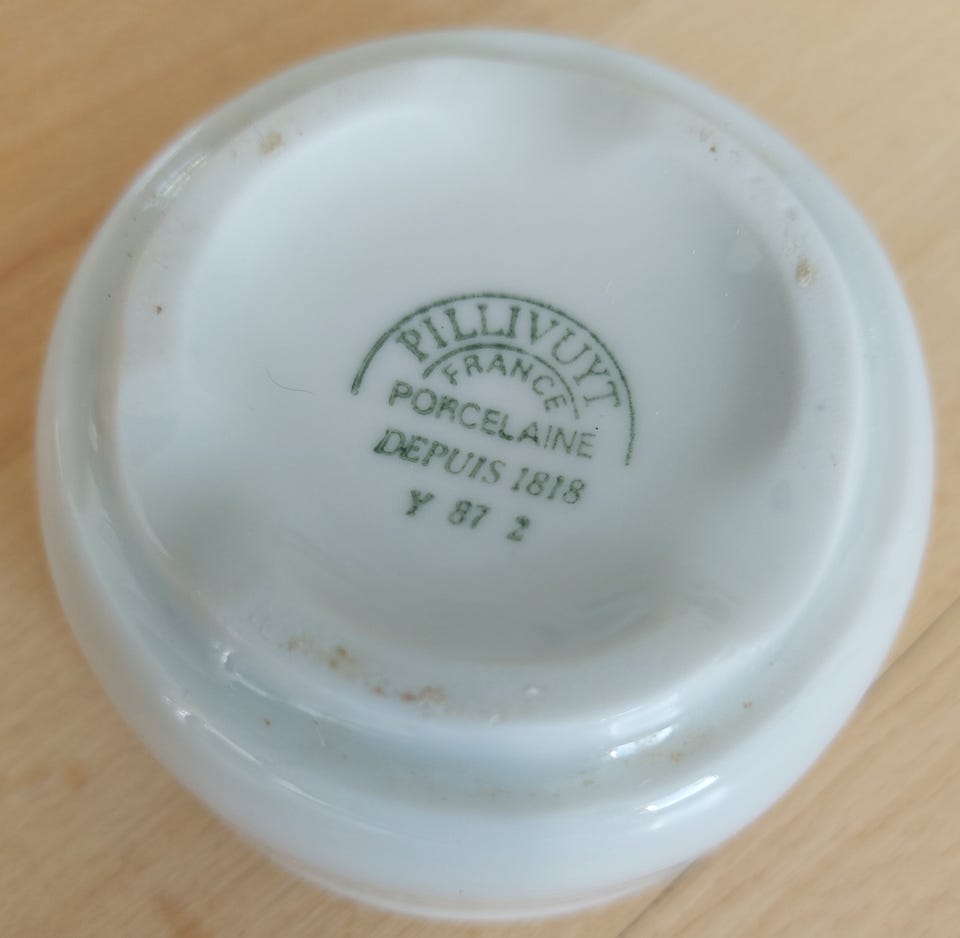 PILLIVUYT
FRANCE
PORCELAINE
DEPUIS 1818
Y 87 2